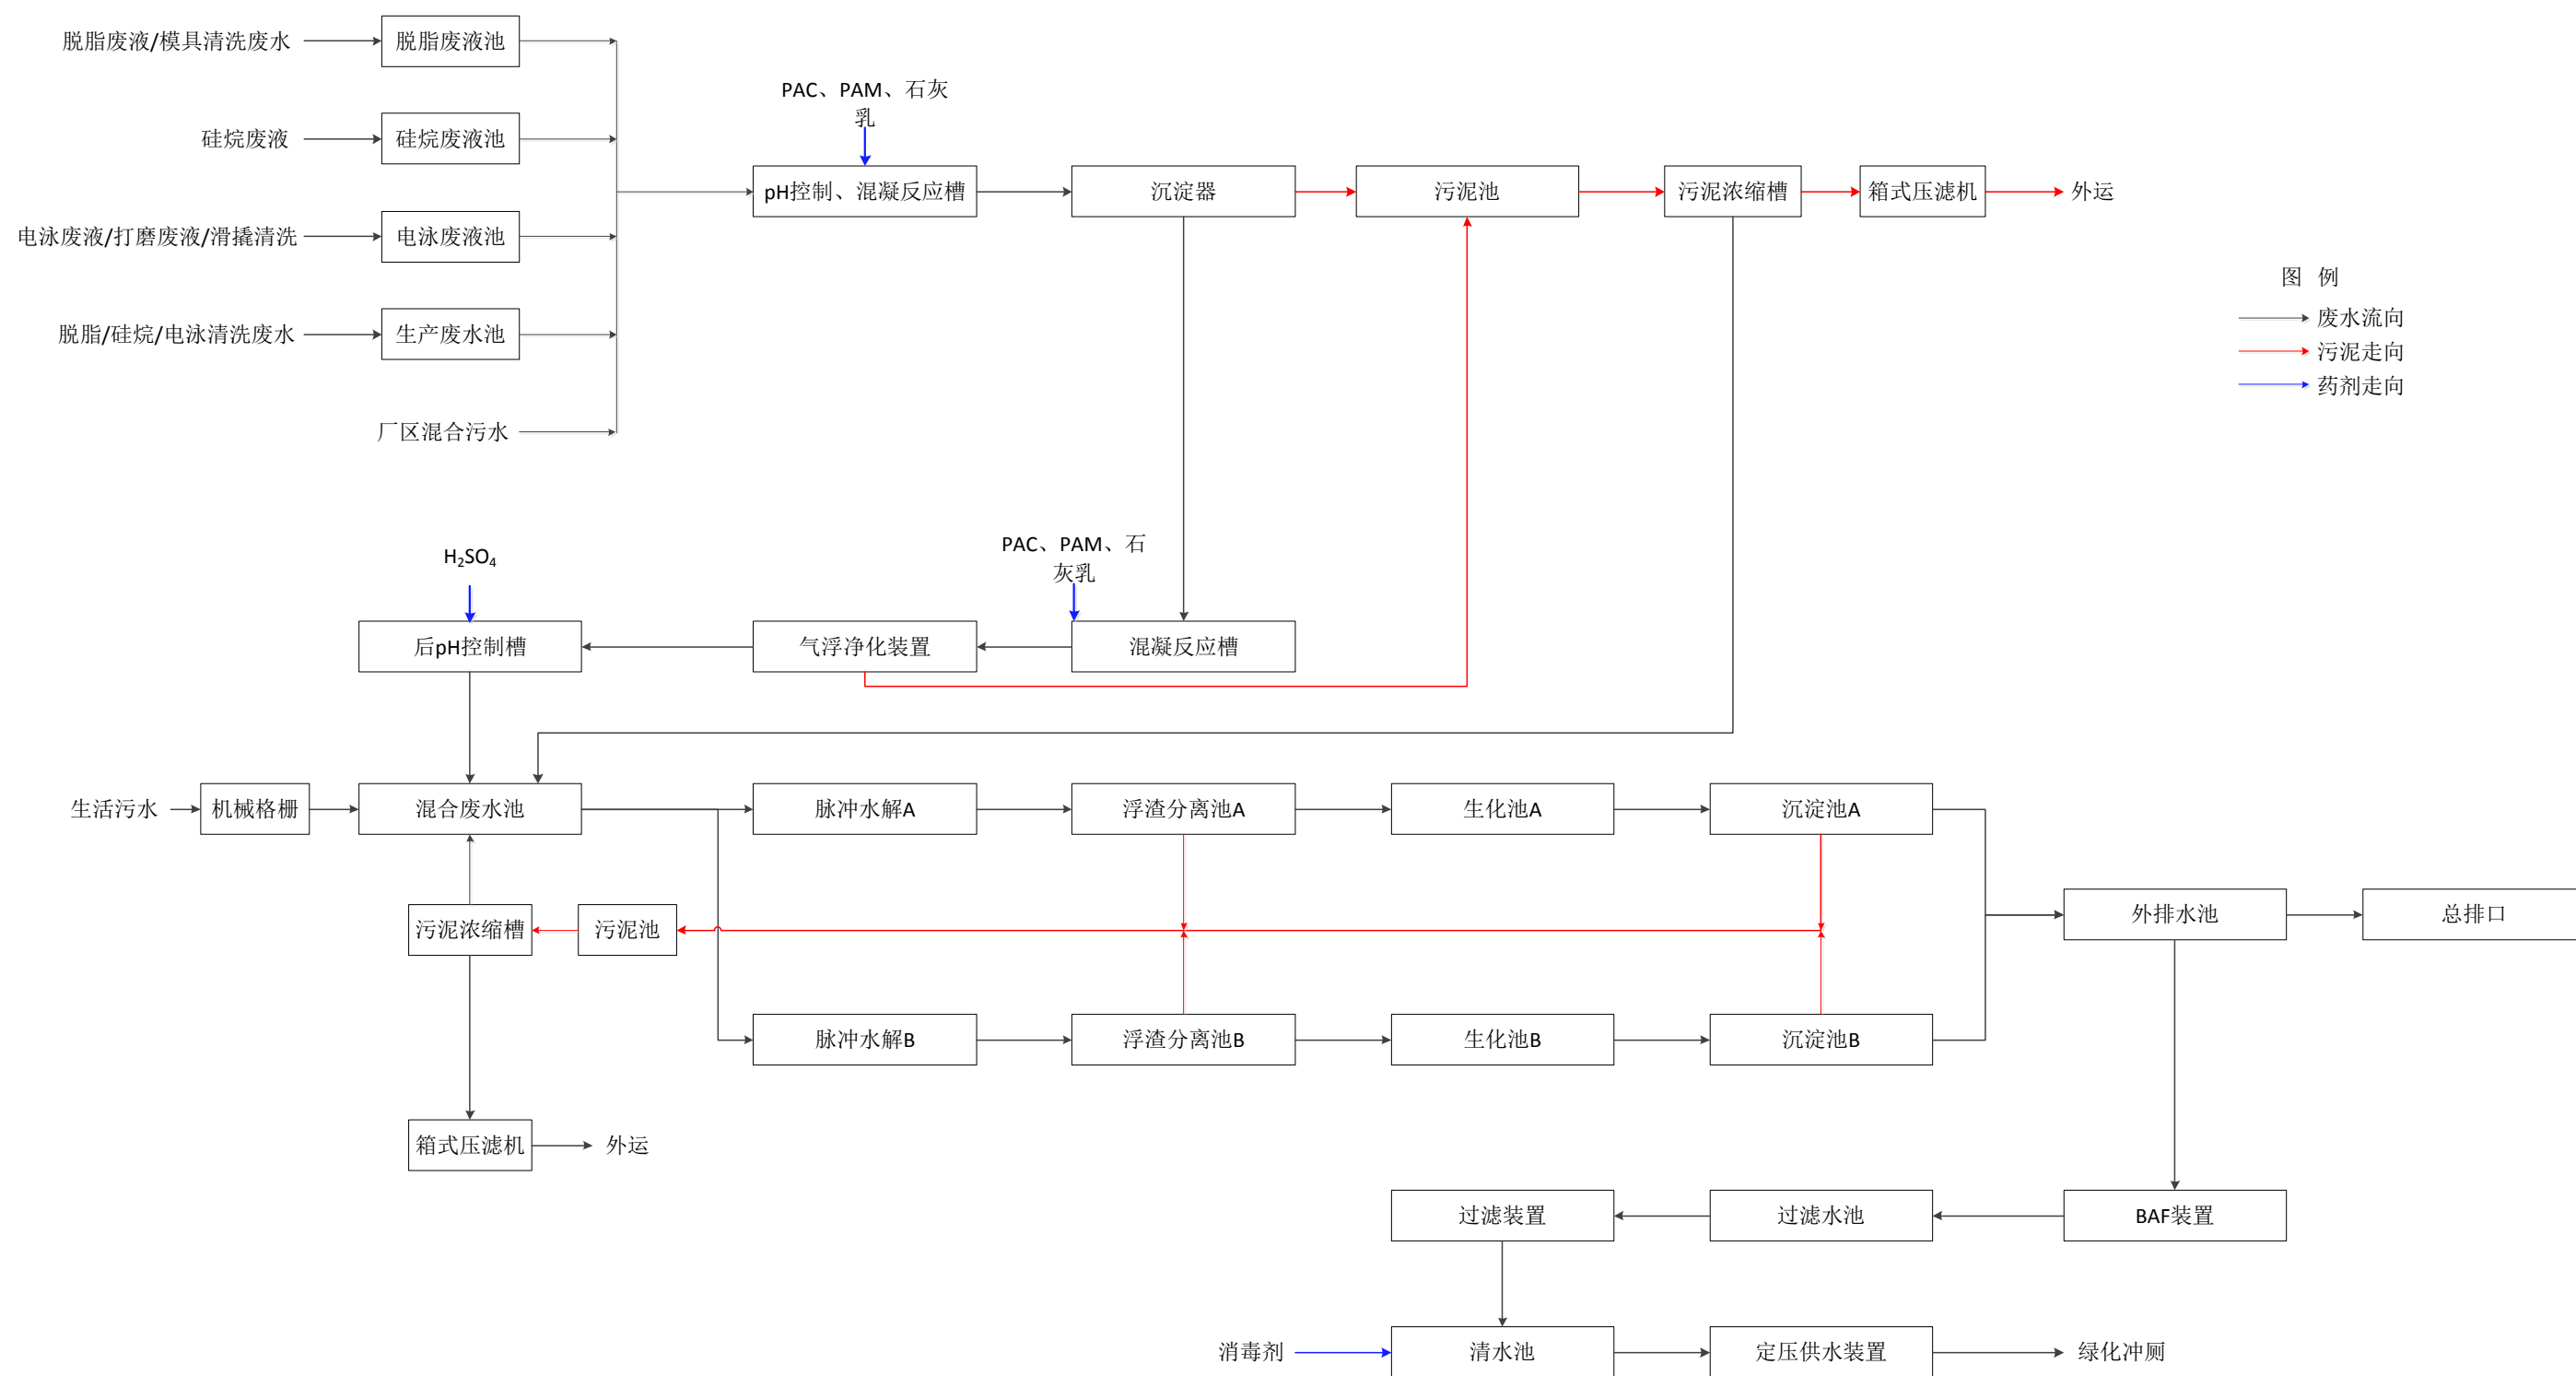 脱脂废液/模具清洗废水
脱脂废液池
PAC、PAM、石灰
乳
硅烷废液
硅烷废液池
pH控制、混凝反应槽
沉淀器
污泥池
污泥浓缩槽
箱式压滤机
外运
电泳废液/打磨废液/滑撬清洗
电泳废液池
图 例
废水流向
脱脂/硅烷/电泳清洗废水
生产废水池
污泥走向
药剂走向
厂区混合污水
H₂SO₄
PAC、PAM、石
灰乳
后pH控制槽
气浮净化装置
混凝反应槽
生活污水
机械格栅
混合废水池
脉冲水解A
浮渣分离池A
生化池A
沉淀池A
污泥浓缩槽
污泥池
外排水池
总排口
脉冲水解B
浮渣分离池B
生化池B
沉淀池B
箱式压滤机
外运
过滤装置
过滤水池
BAF装置
消毒剂
清水池
定压供水装置
绿化冲厕